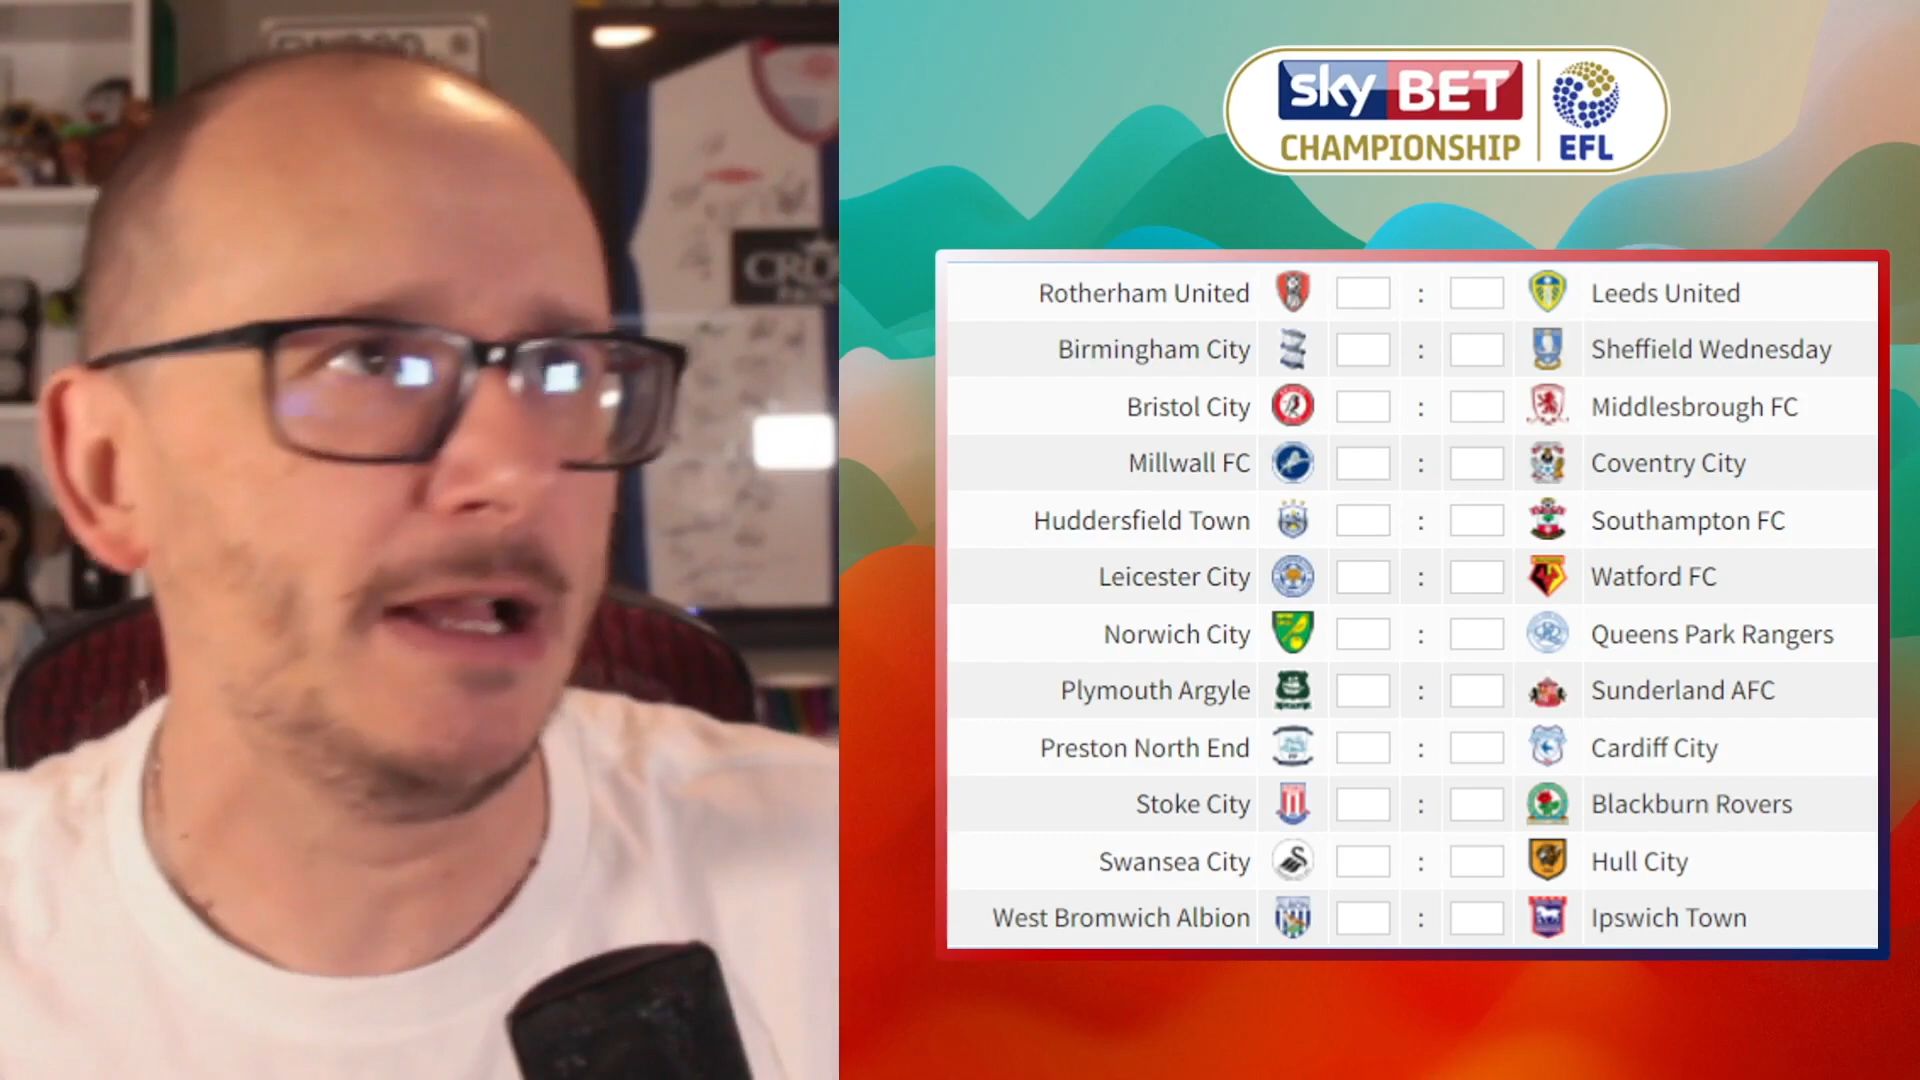 sky BET
CHAMPIONSHIP
EFL
Rotherham United : Leeds United
Birmingham City : Sheffield Wednesday
Bristol City : Middlesbrough FC
Millwall FC : Coventry City
Huddersfield Town : Southampton FC
Leicester City : Watford FC
Norwich City : Queens Park Rangers
Plymouth Argyle : Sunderland AFC
Preston North End : Cardiff City
Stoke City : Blackburn Rovers
Swansea City : Hull City
West Bromwich Albion : Ipswich Town